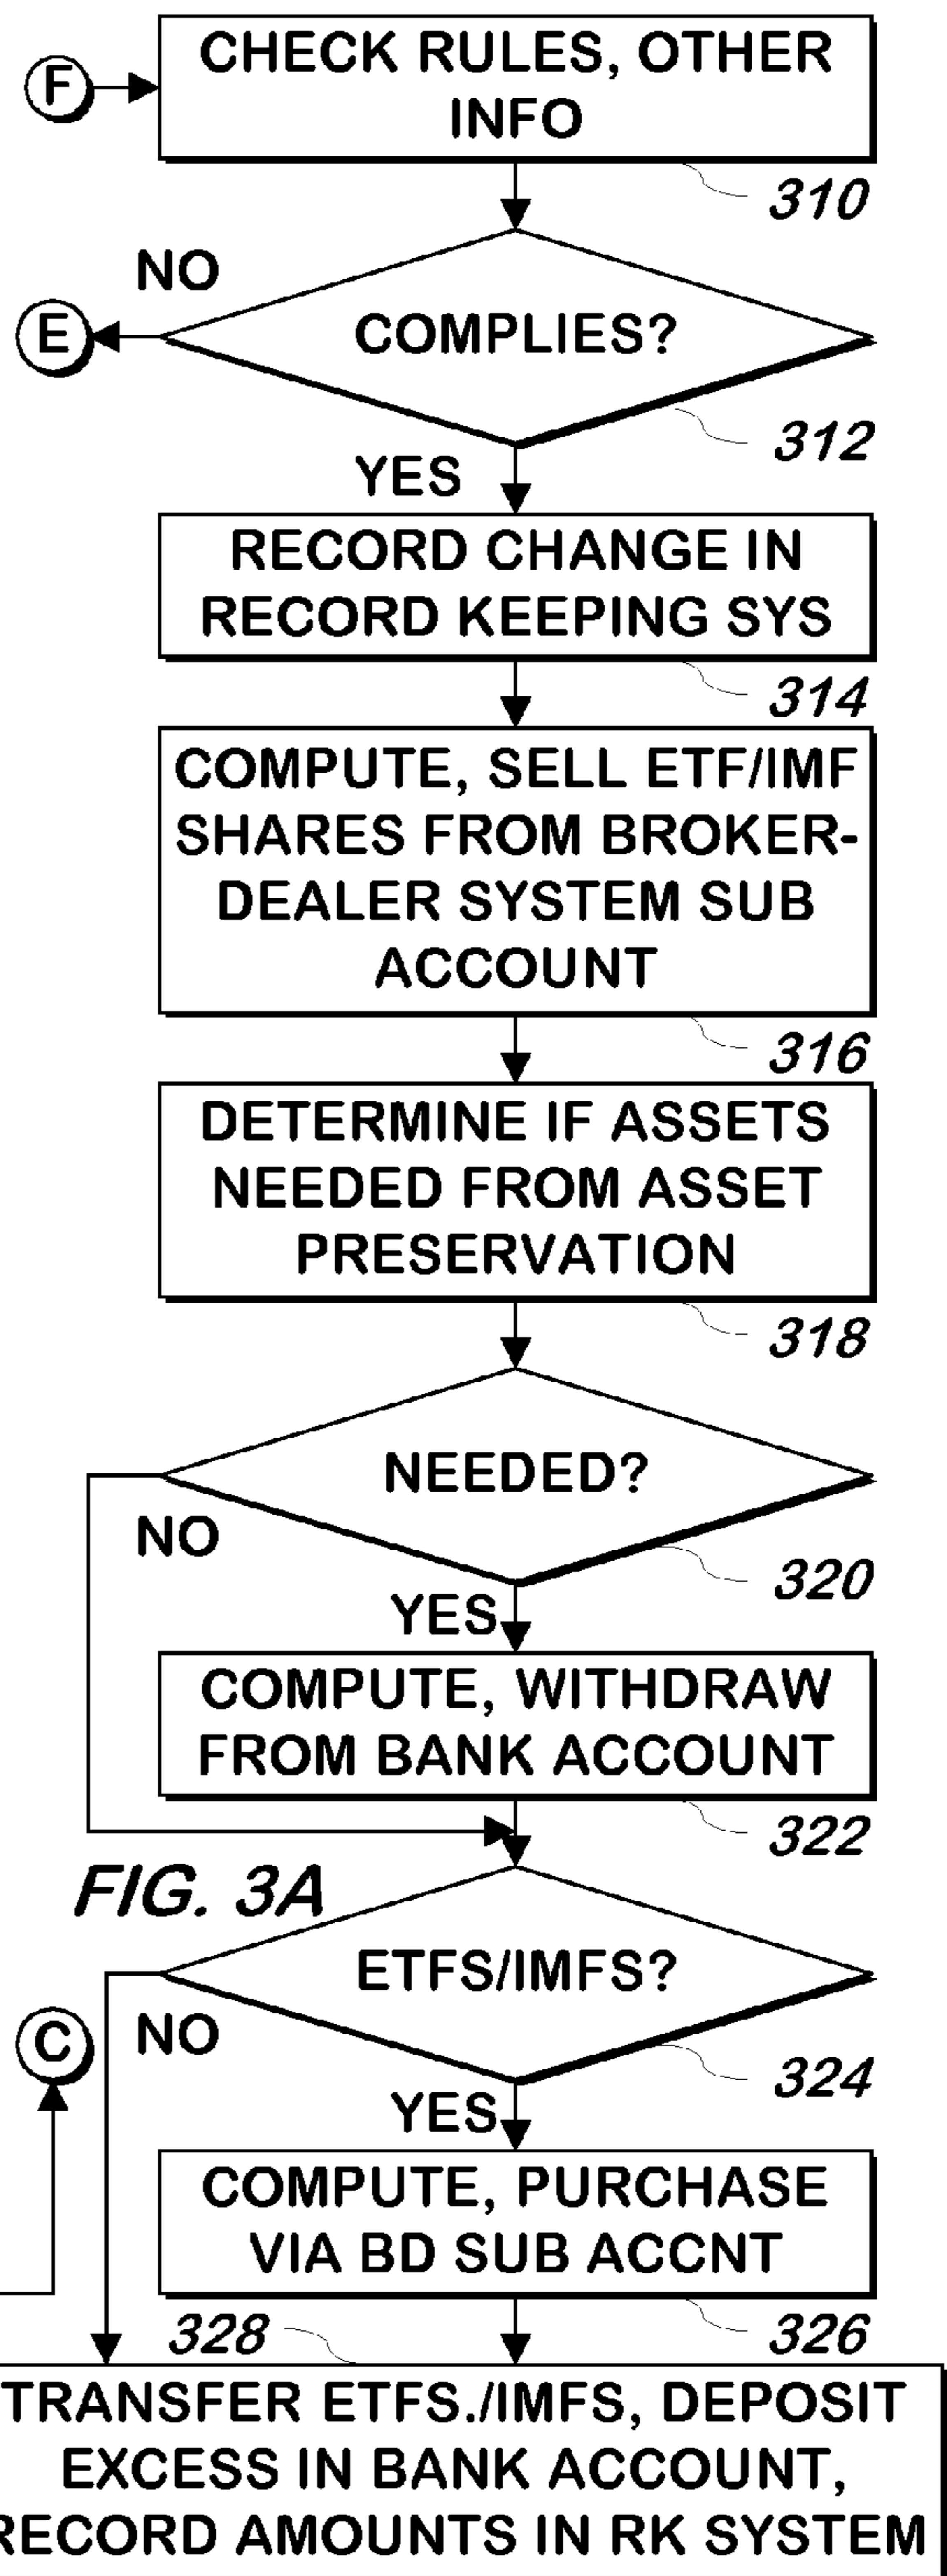 F
CHECK RULES, OTHER
INFO
310
NO
E
COMPLIES?
312
YES
RECORD CHANGE IN
RECORD KEEPING SYS
314
COMPUTE, SELL ETF/IMF
SHARES FROM BROKER-
DEALER SYSTEM SUB
ACCOUNT
316
DETERMINE IF ASSETS
NEEDED FROM ASSET
PRESERVATION
318
NEEDED?
NO
320
YES
COMPUTE, WITHDRAW
FROM BANK ACCOUNT
322
FIG. 3A
ETFS/IMFS?
C
NO
324
YES
COMPUTE, PURCHASE
VIA BD SUB ACCNT
326
328
TRANSFER ETFS./IMFS, DEPOSIT
EXCESS IN BANK ACCOUNT,
RECORD AMOUNTS IN RK SYSTEM